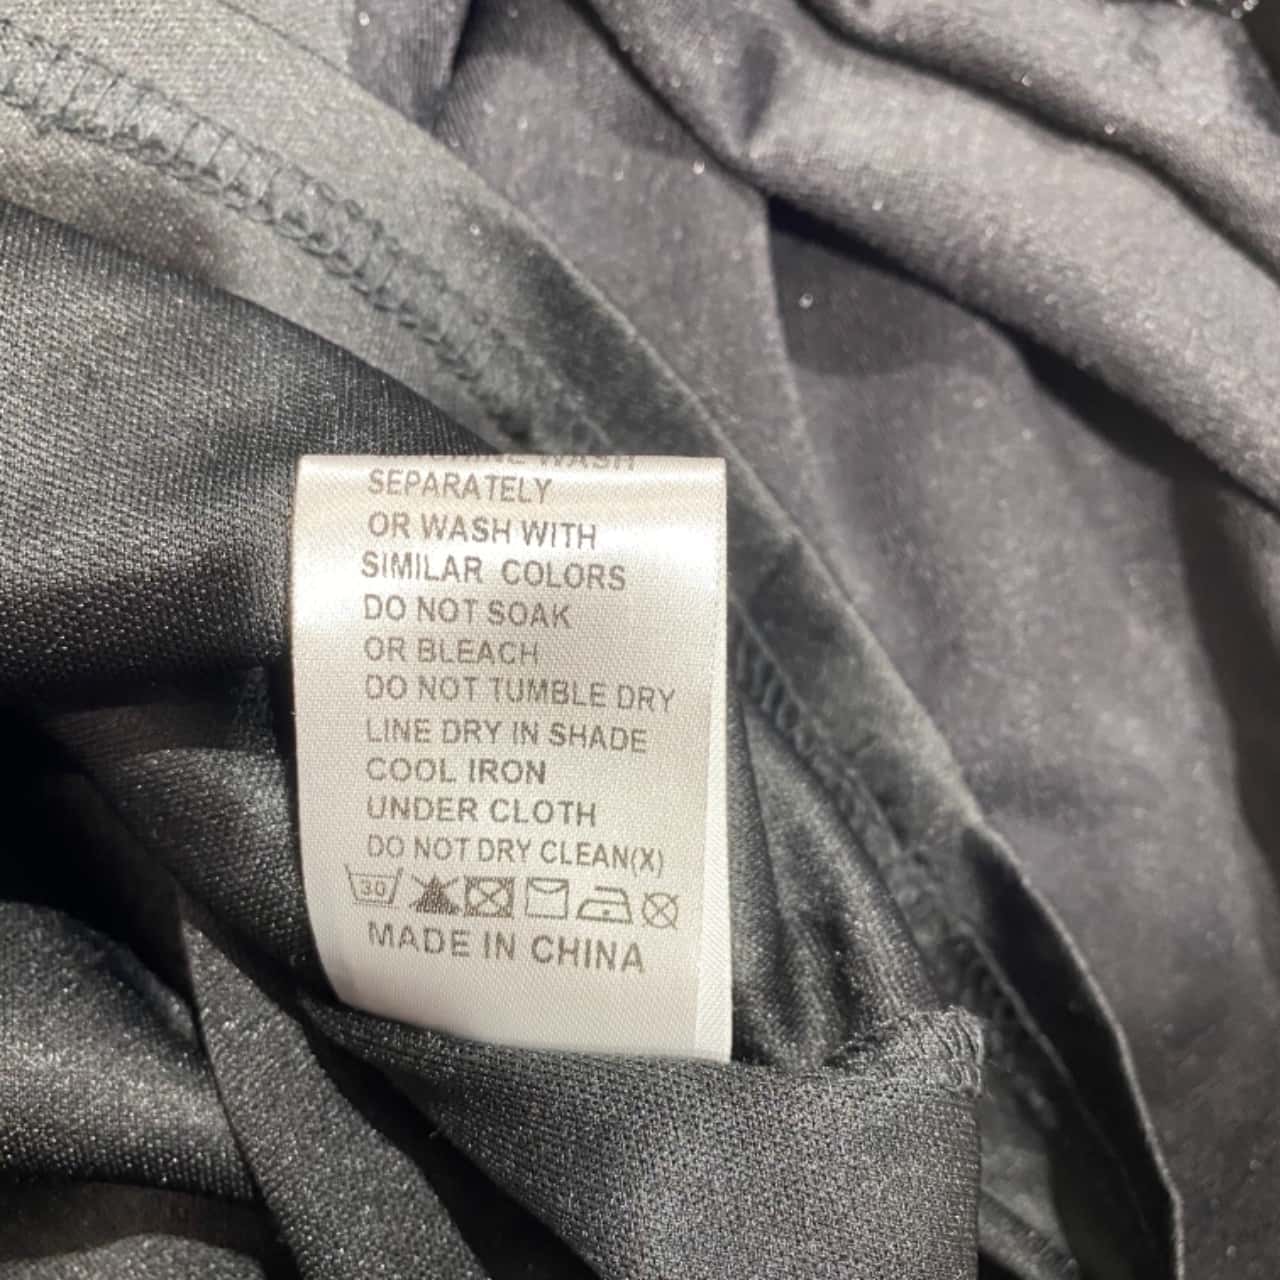 WASH
SEPARATELY
OR WASH WITH
SIMILAR COLORS
DO NOT SOAK
OR BLEACH
DO NOT TUMBLE DRY
LINE DRY IN SHADE
COOL IRON
UNDER CLOTH
DO NOT DRY CLEAN(X)
30
MADE IN CHINA